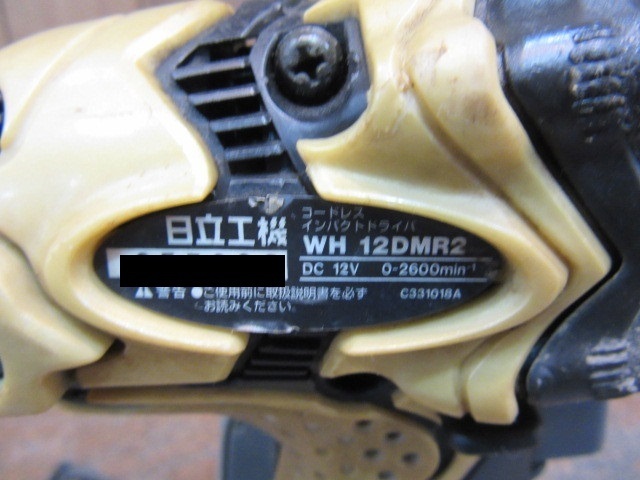 日立工機
コードレス
インパクトドライバ
WH 12DMR2
DC 12V 0-2600min⁻¹
警告 ●ご使用前に取扱説明書を必ず
お読みください。
C331018A